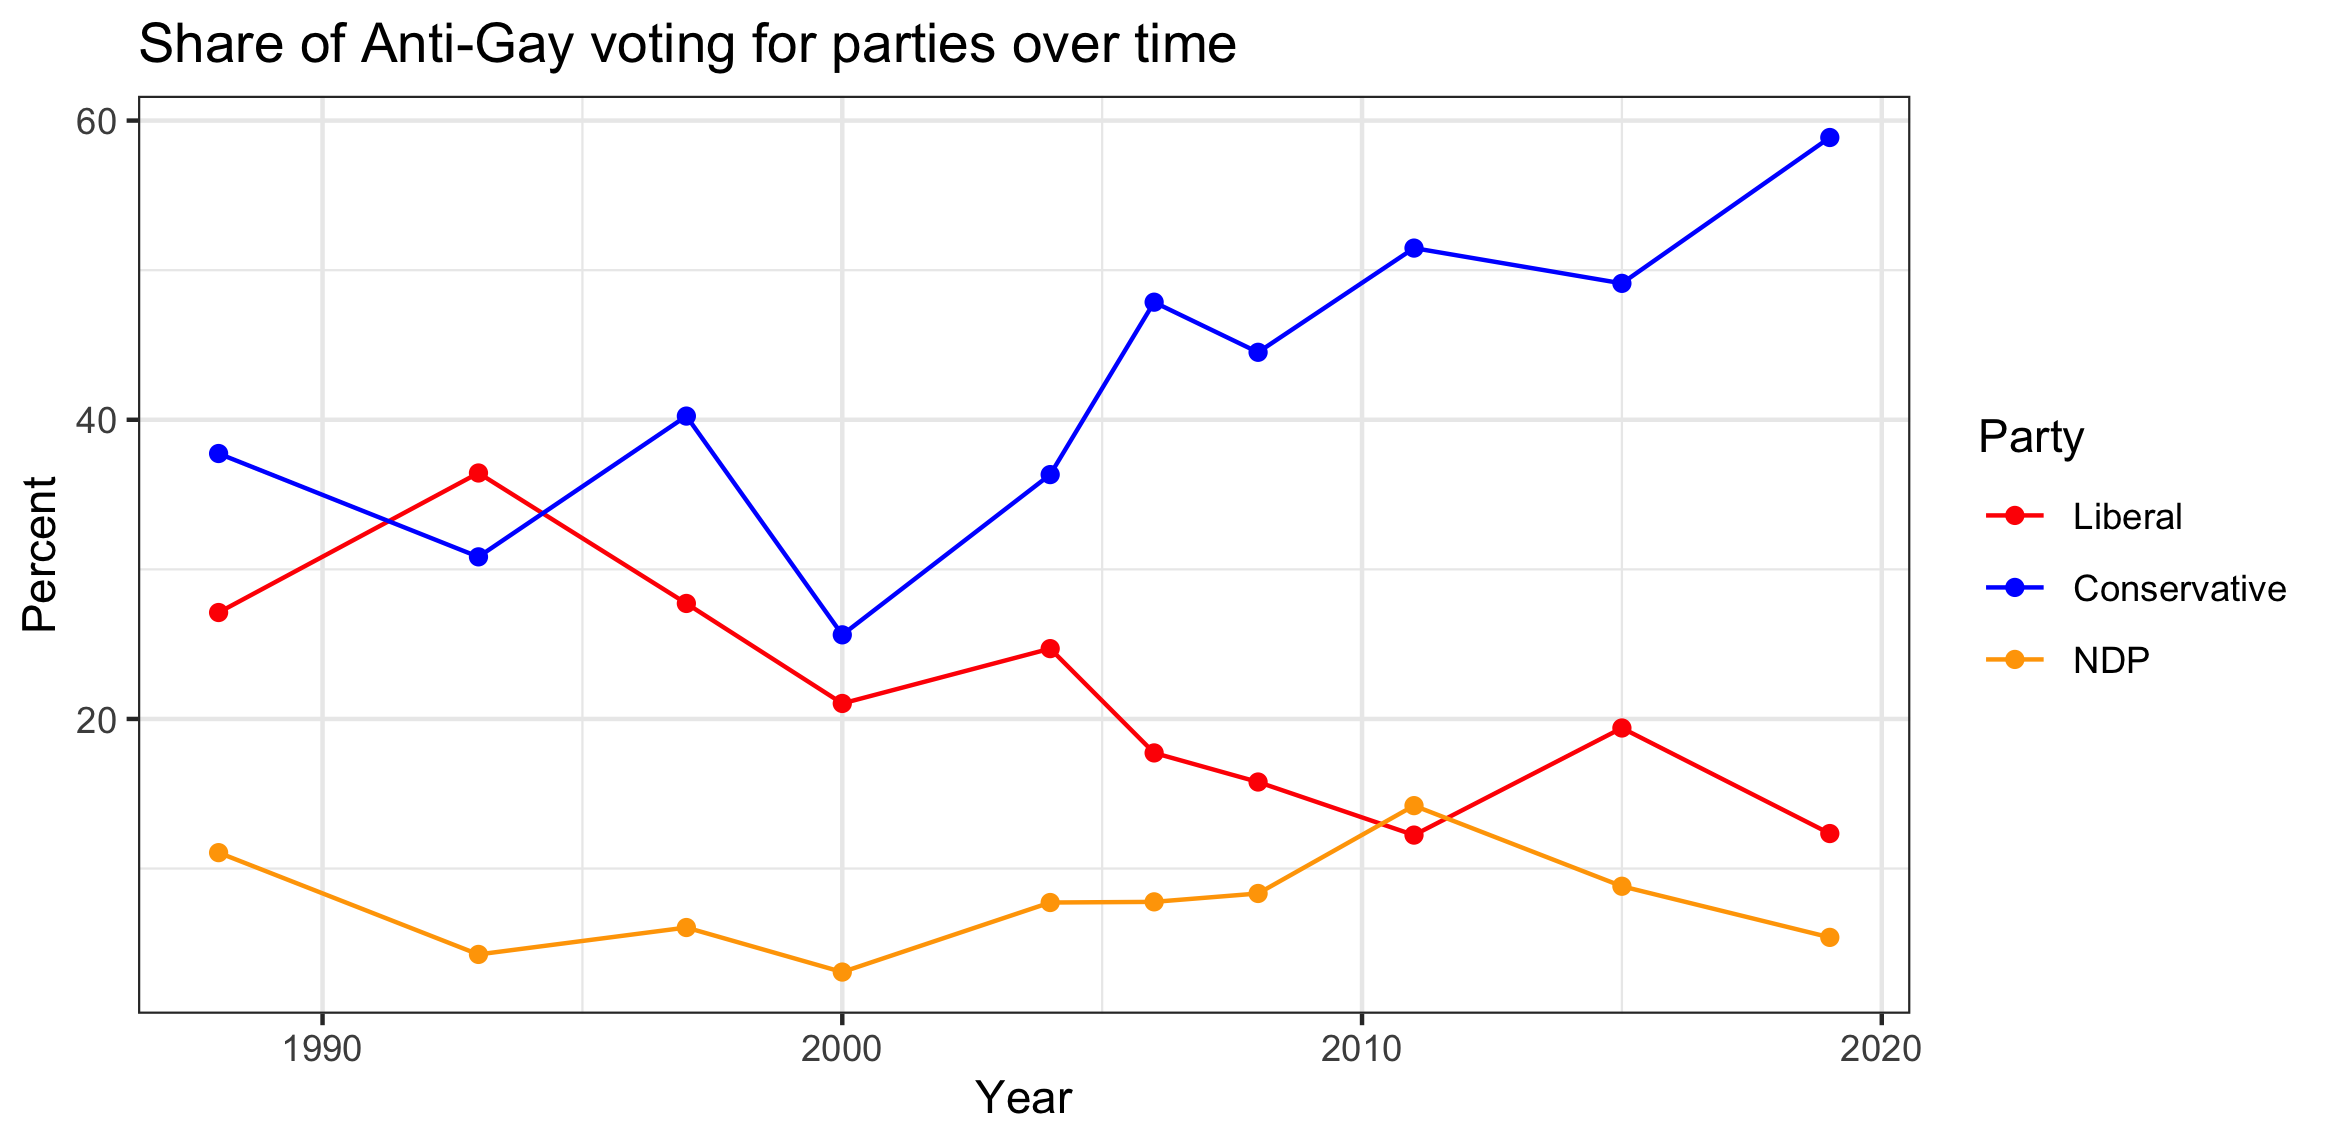 Share of Anti-Gay voting for parties over time
60
40
20
Percent
1990
2000
2010
2020
Year
Party
Liberal
Conservative
NDP